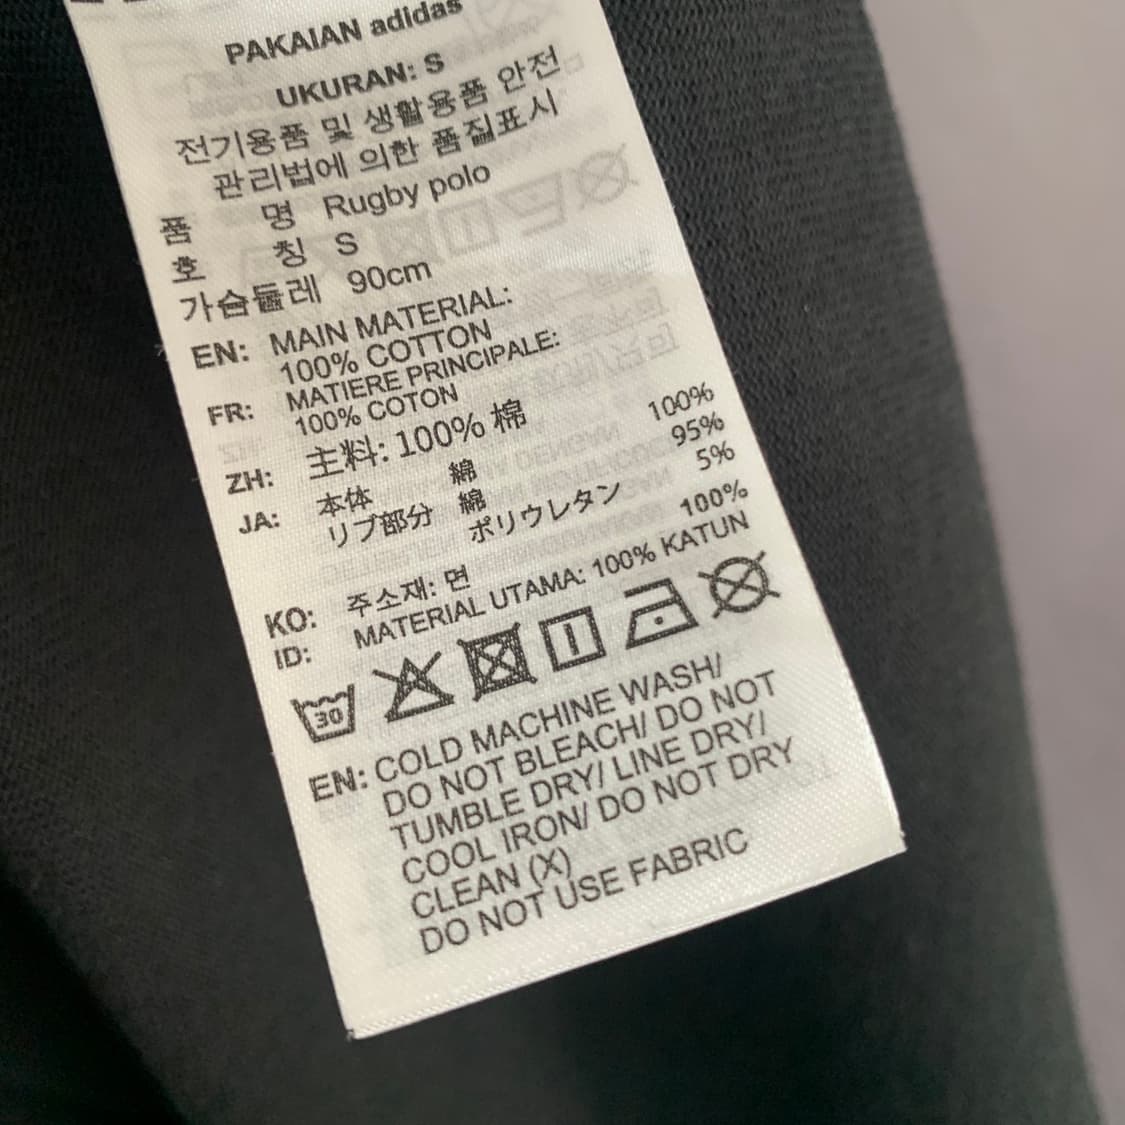 PAKAIAN adidas
UKURAN: S
전기용품 및 생활용품 안전
관리법에 의한 품질표시
품 명 Rugby polo
호 칭 S
가슴둘레 90cm
EN: MAIN MATERIAL:
100% COTTON
FR: MATIERE PRINCIPALE:
100% COTON
ZH: 主料: 100% 棉
JA: 本体 綿 100%
リブ部分 綿 95%
ポリウレタン 5%
KO: 주소재: 면 100%
ID: MATERIAL UTAMA: 100% KATUN
30
EN: COLD MACHINE WASH/
DO NOT BLEACH/ DO NOT
TUMBLE DRY/ LINE DRY/
COOL IRON/ DO NOT DRY
CLEAN (X)
DO NOT USE FABRIC